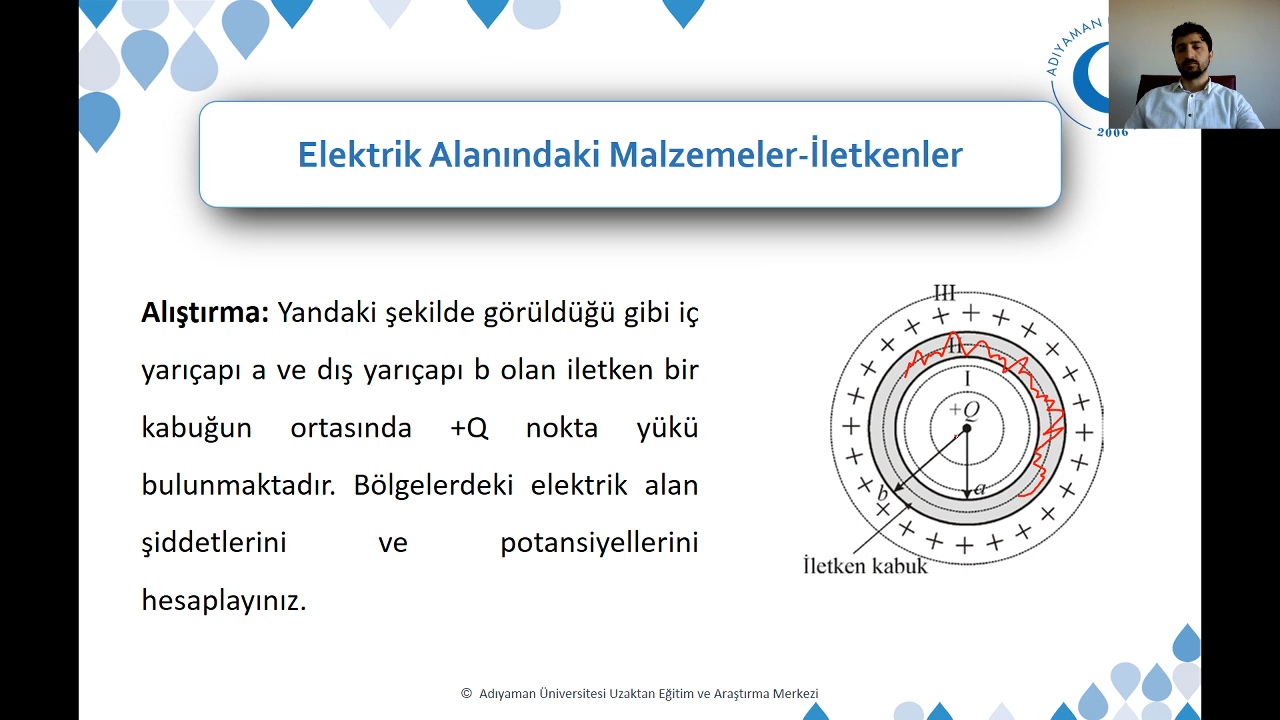 ADIYAMAN
2006
Elektrik Alanındaki Malzemeler-İletkenler
Alıştırma: Yandaki şekilde görüldüğü gibi iç
yarıçapı a ve dış yarıçapı b olan iletken bir
kabuğun ortasında +Q nokta yükü
bulunmaktadır. Bölgelerdeki elektrik alan
şiddetlerini ve potansiyellerini
hesaplayınız.
III
II
I
+Q
b
a
İletken kabuk
© Adıyaman Üniversitesi Uzaktan Eğitim ve Araştırma Merkezi